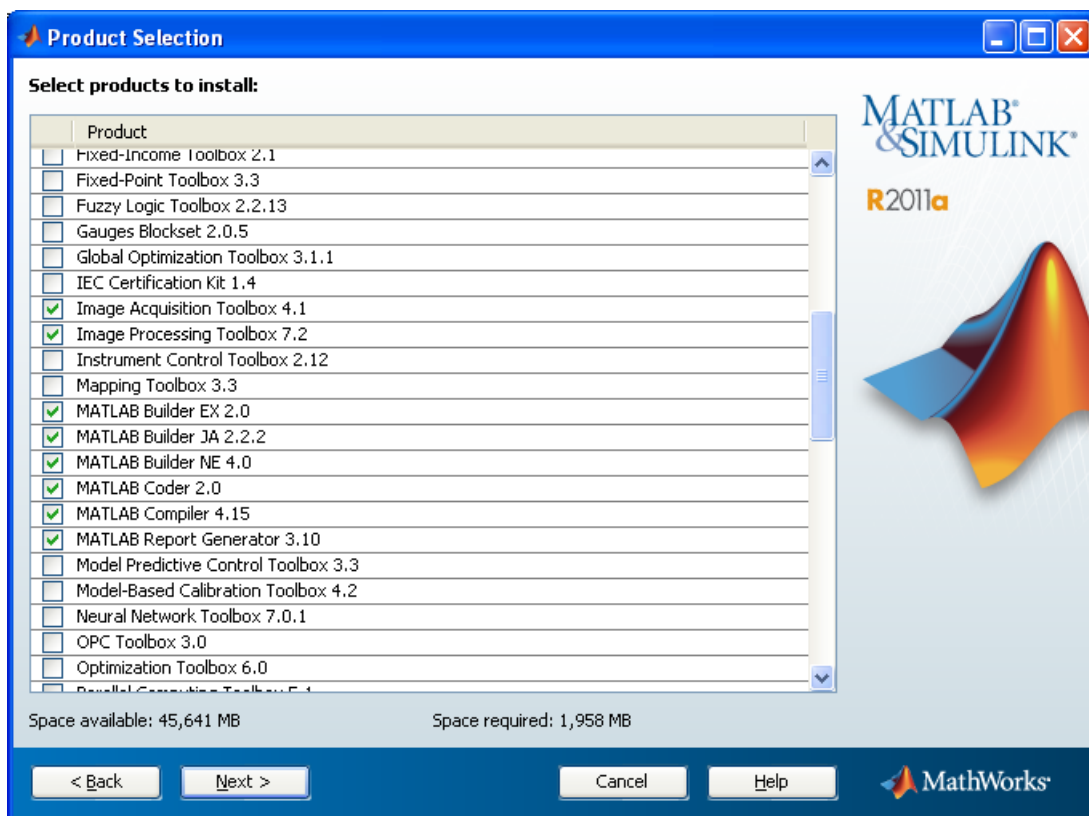 Product Selection
Select products to install:
Product
Fixed-Income Toolbox 2.1
Fixed-Point Toolbox 3.3
Fuzzy Logic Toolbox 2.2.13
Gauges Blockset 2.0.5
Global Optimization Toolbox 3.1.1
IEC Certification Kit 1.4
Image Acquisition Toolbox 4.1
Image Processing Toolbox 7.2
Instrument Control Toolbox 2.12
Mapping Toolbox 3.3
MATLAB Builder EX 2.0
MATLAB Builder JA 2.2.2
MATLAB Builder NE 4.0
MATLAB Coder 2.0
MATLAB Compiler 4.15
MATLAB Report Generator 3.10
Model Predictive Control Toolbox 3.3
Model-Based Calibration Toolbox 4.2
Neural Network Toolbox 7.0.1
OPC Toolbox 3.0
Optimization Toolbox 6.0
Parallel Computing Toolbox 5.1
MATLAB®
&SIMULINK®
R2011a
Space available: 45,641 MB
Space required: 1,958 MB
< Back
Next >
Cancel
Help
MathWorks®